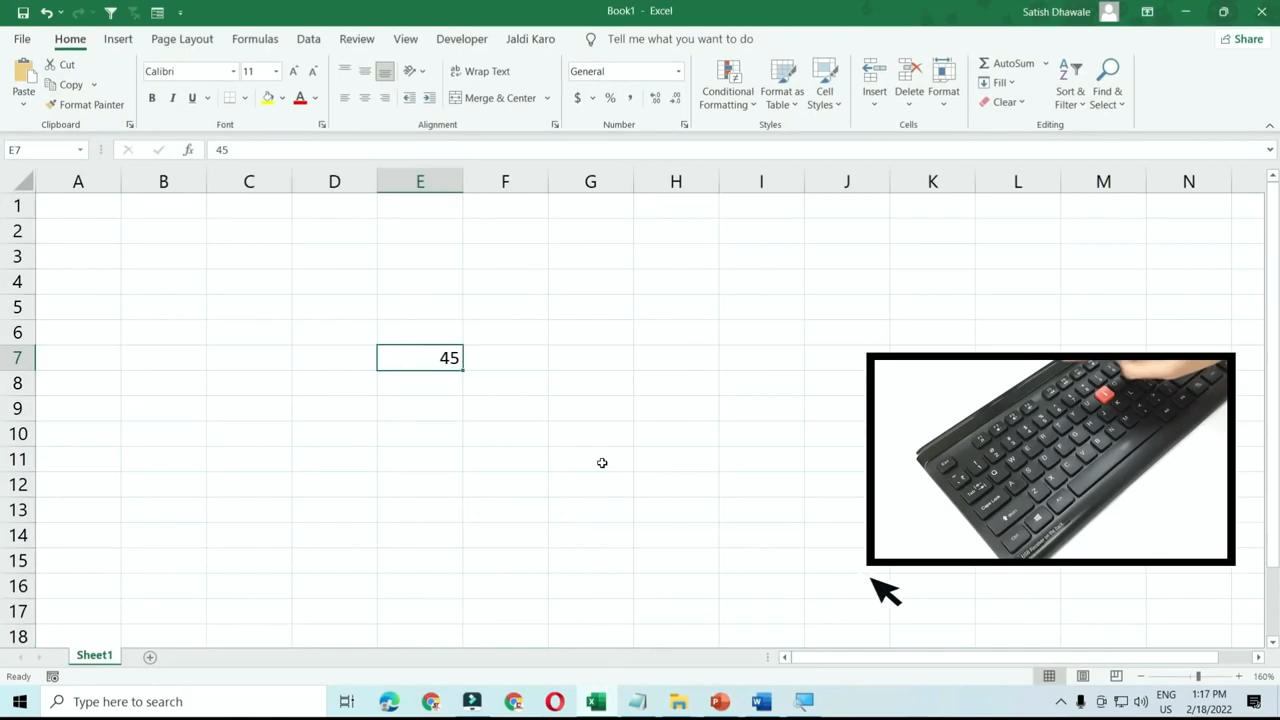 Book1 - Excel
Satish Dhawale
File Home Insert Page Layout Formulas Data Review View Developer Jaldi Karo Tell me what you want to do Share
Paste
Cut
Copy
Format Painter
Clipboard
Calibri 11
B I U
A A
Font
Wrap Text
Merge & Center
Alignment
General
$ % ,
Number
Conditional Formatting
Format as Table
Cell Styles
Styles
Insert
Delete
Format
Cells
AutoSum
Fill
Clear
Sort & Filter
Find & Select
Editing
E7 fx 45
A B C D E F G H I J K L M N
1
2
3
4
5
6
7 45
8
9
10
11
12
13
14
15
16
17
18
Sheet1
Ready 160%
Type here to search
ENG US
1:17 PM
2/18/2022